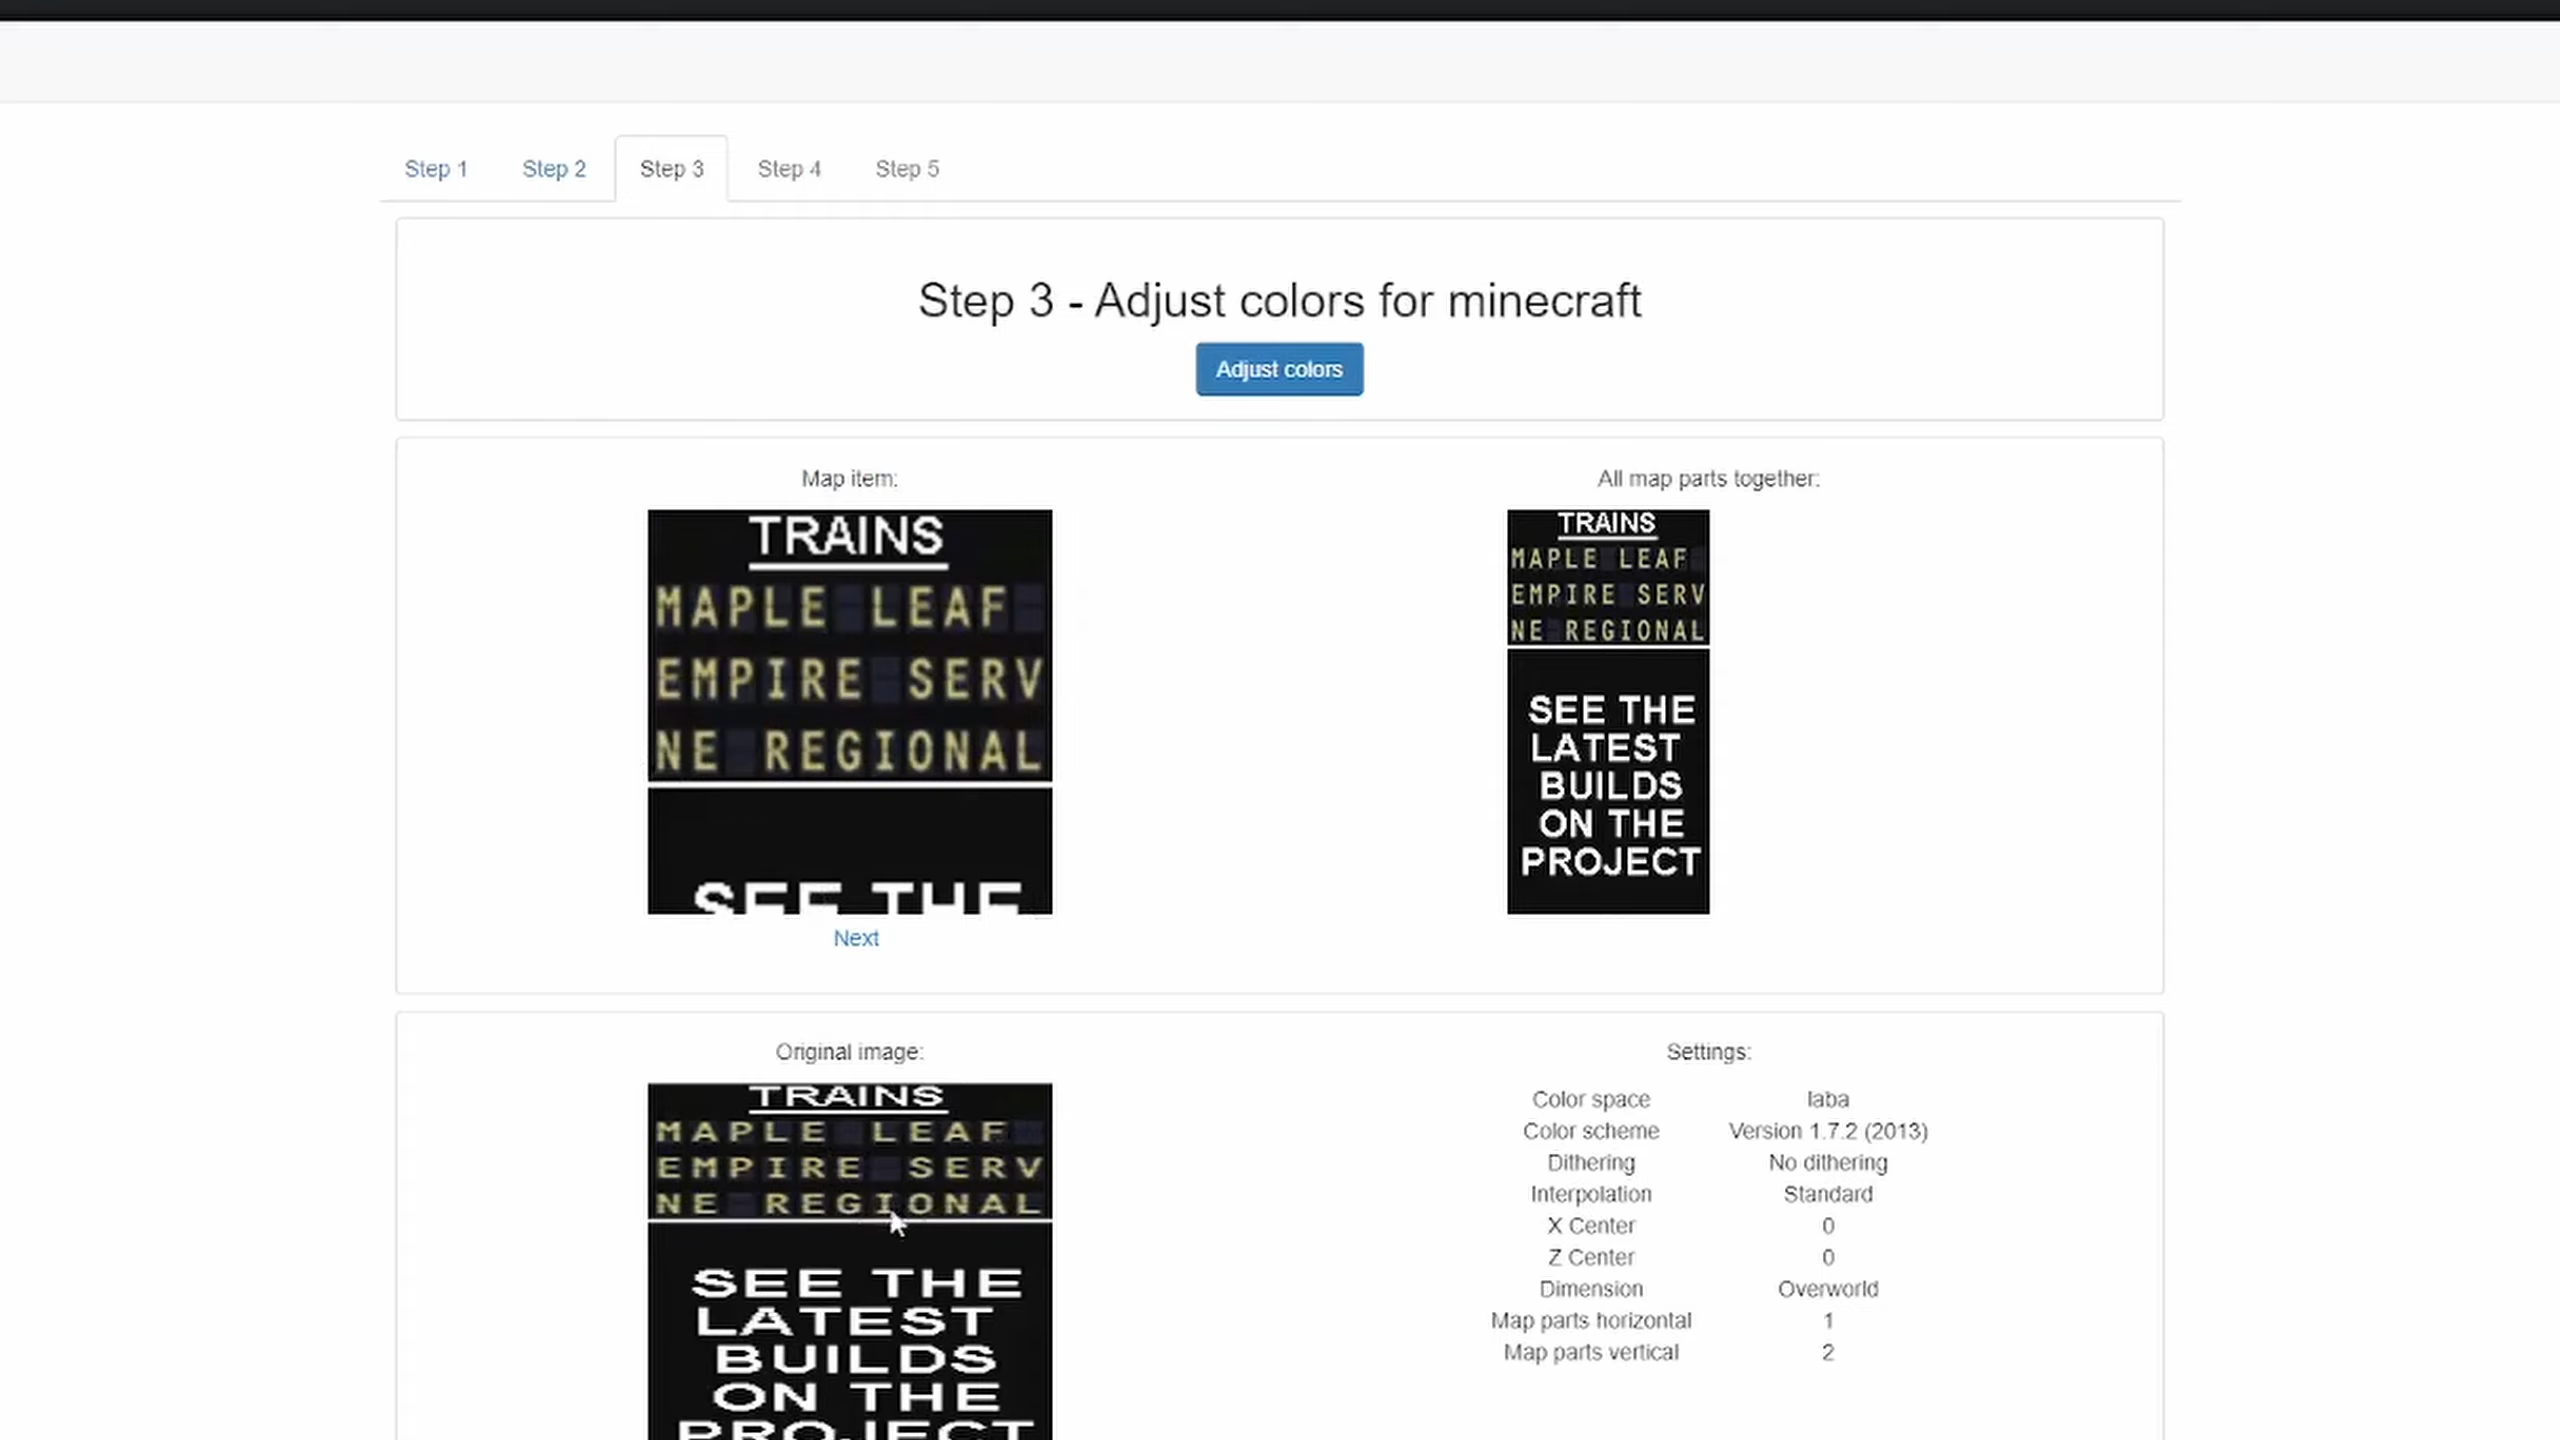 Step 1 Step 2 Step 3 Step 4 Step 5
Step 3 - Adjust colors for minecraft
Adjust colors
Map item:
TRAINS
MAPLE LEAF
EMPIRE SERV
NE REGIONAL
SEE THE
Next
All map parts together:
TRAINS
MAPLE LEAF
EMPIRE SERV
NE REGIONAL
SEE THE
LATEST
BUILDS
ON THE
PROJECT
Original image:
TRAINS
MAPLE LEAF
EMPIRE SERV
NE REGIONAL
SEE THE
LATEST
BUILDS
ON THE
PROJECT
Settings:
Color space laba
Color scheme Version 1.7.2 (2013)
Dithering No dithering
Interpolation Standard
X Center 0
Z Center 0
Dimension Overworld
Map parts horizontal 1
Map parts vertical 2